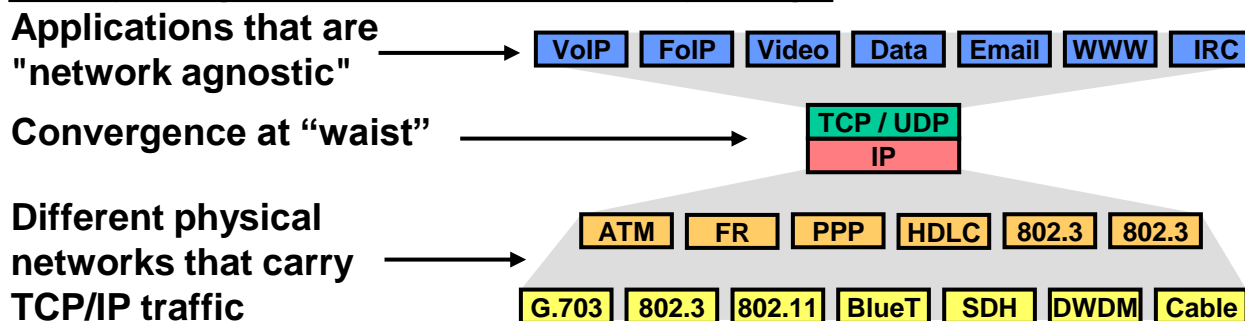 Applications that are
"network agnostic"
VoIP FoIP Video Data Email WWW IRC
Convergence at “waist”
TCP / UDP
IP
Different physical
networks that carry
TCP/IP traffic
ATM FR PPP HDLC 802.3 802.3
G.703 802.3 802.11 BlueT SDH DWDM Cable